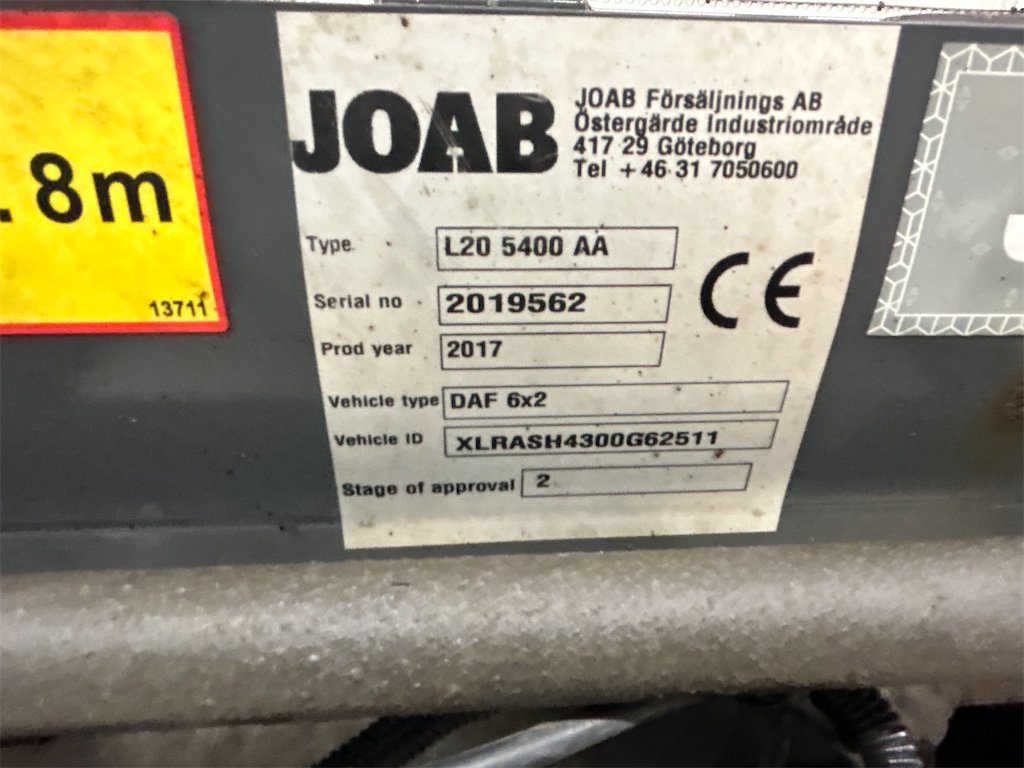 . 8m
13711
JOAB
JOAB Försäljnings AB
Östergärde Industriområde
417 29 Göteborg
Tel +46 31 7050600
Type L20 5400 AA
Serial no 2019562
Prod year 2017
CE
Vehicle type DAF 6x2
Vehicle ID XLRASH4300G62511
Stage of approval 2